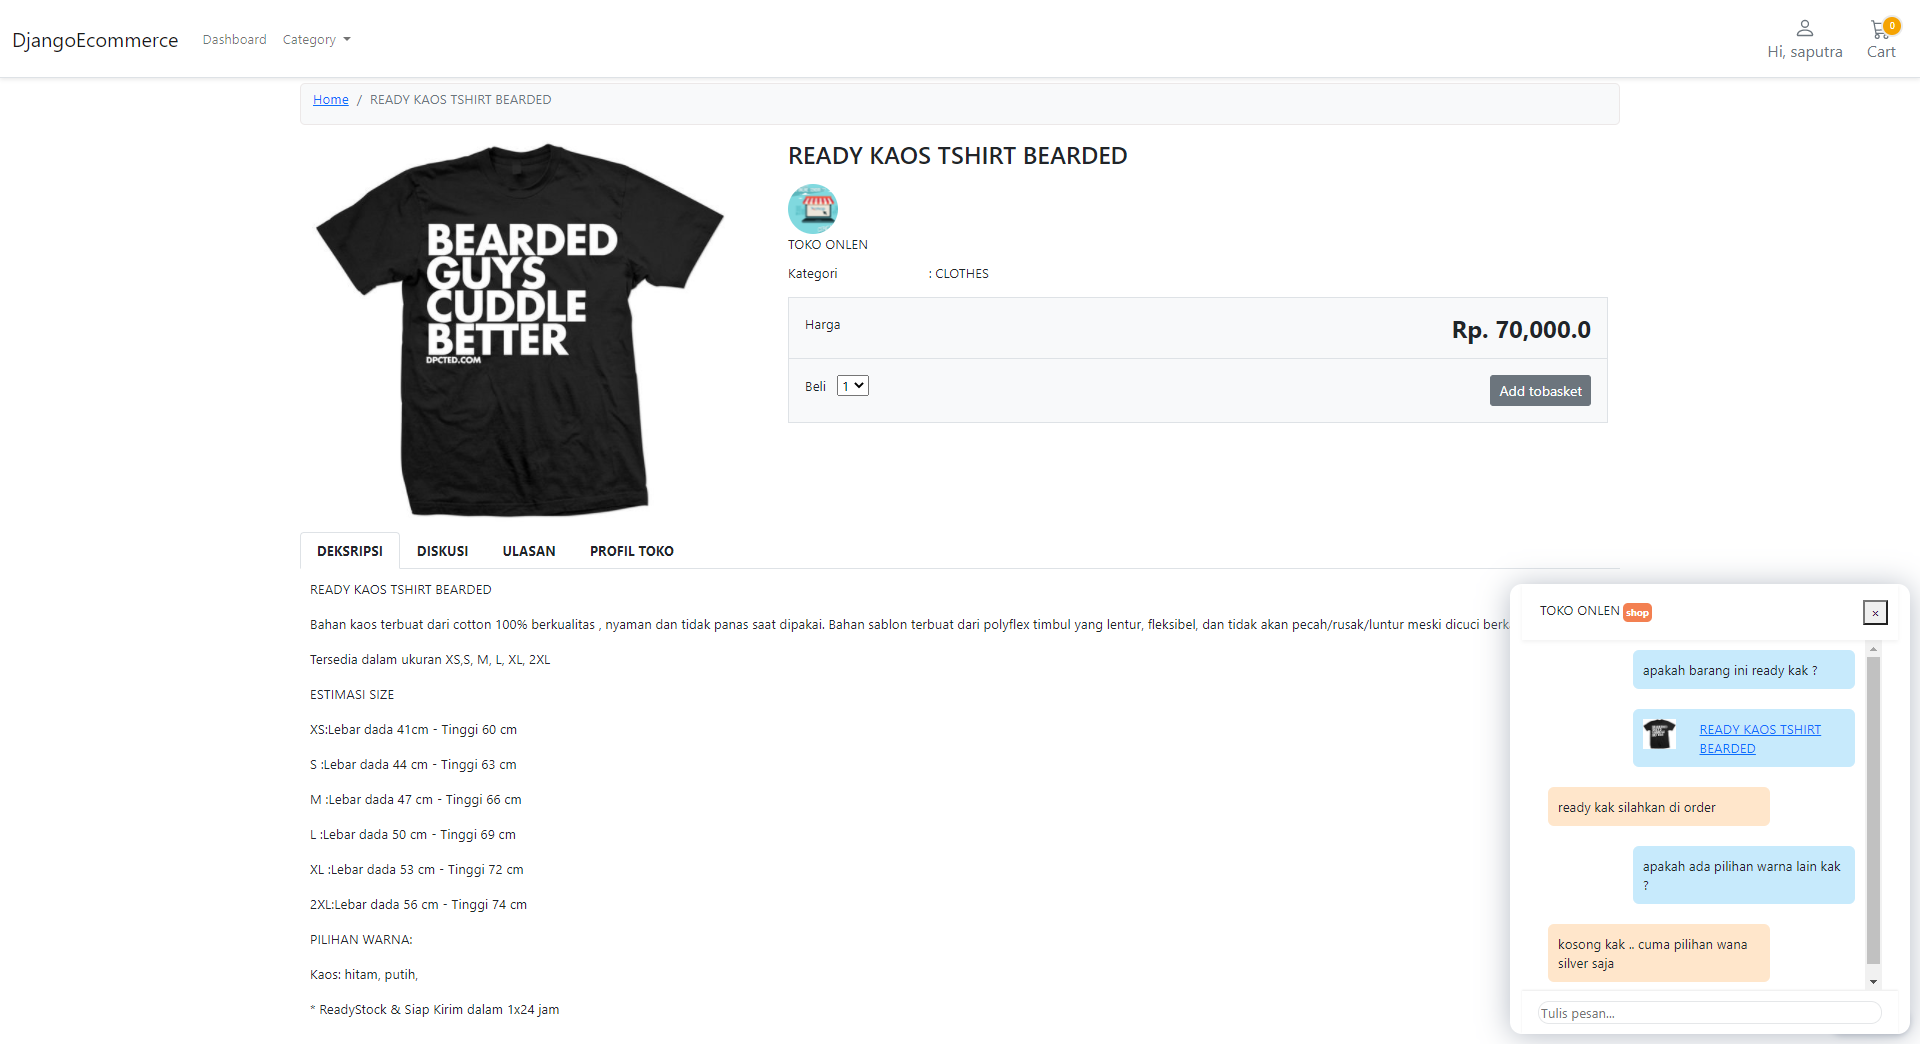 DjangoEcommerce
Dashboard
Category
Hi, saputra
0
Cart
Home / READY KAOS TSHIRT BEARDED
BEARDED
GUYS
CUDDLE
BETTER
DPCTED.COM
READY KAOS TSHIRT BEARDED
TOKO ONLEN
Kategori : CLOTHES
Harga Rp. 70,000.0
Beli 1 Add tobasket
DEKSRIPSI DISKUSI ULASAN PROFIL TOKO
READY KAOS TSHIRT BEARDED
Bahan kaos terbuat dari cotton 100% berkualitas , nyaman dan tidak panas saat dipakai. Bahan sablon terbuat dari polyflex timbul yang lentur, fleksibel, dan tidak akan pecah/rusak/luntur meski dicuci
Tersedia dalam ukuran XS,S, M, L, XL, 2XL
ESTIMASI SIZE
XS:Lebar dada 41cm - Tinggi 60 cm
S :Lebar dada 44 cm - Tinggi 63 cm
M :Lebar dada 47 cm - Tinggi 66 cm
L :Lebar dada 50 cm - Tinggi 69 cm
XL :Lebar dada 53 cm - Tinggi 72 cm
2XL:Lebar dada 56 cm - Tinggi 74 cm
PILIHAN WARNA:
Kaos: hitam, putih,
* ReadyStock & Siap Kirim dalam 1x24 jam
TOKO ONLEN shop
×
apakah barang ini ready kak ?
READY KAOS TSHIRT
BEARDED
ready kak silahkan di order
apakah ada pilihan warna lain kak
?
kosong kak .. cuma pilihan wana
silver saja
Tulis pesan...